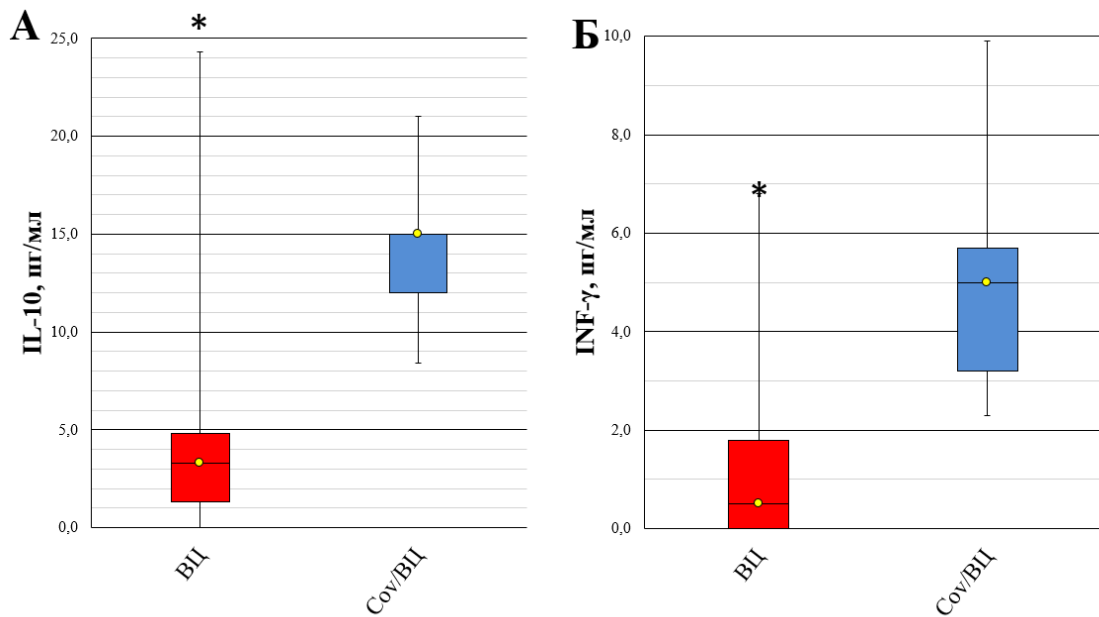 А
*
25,0
20,0
15,0
10,0
5,0
0,0
IL-10, пг/мл
ВЦ
Cov/ВЦ
Б
*
10,0
8,0
6,0
4,0
2,0
0,0
INF-γ, пг/мл
ВЦ
Cov/ВЦ